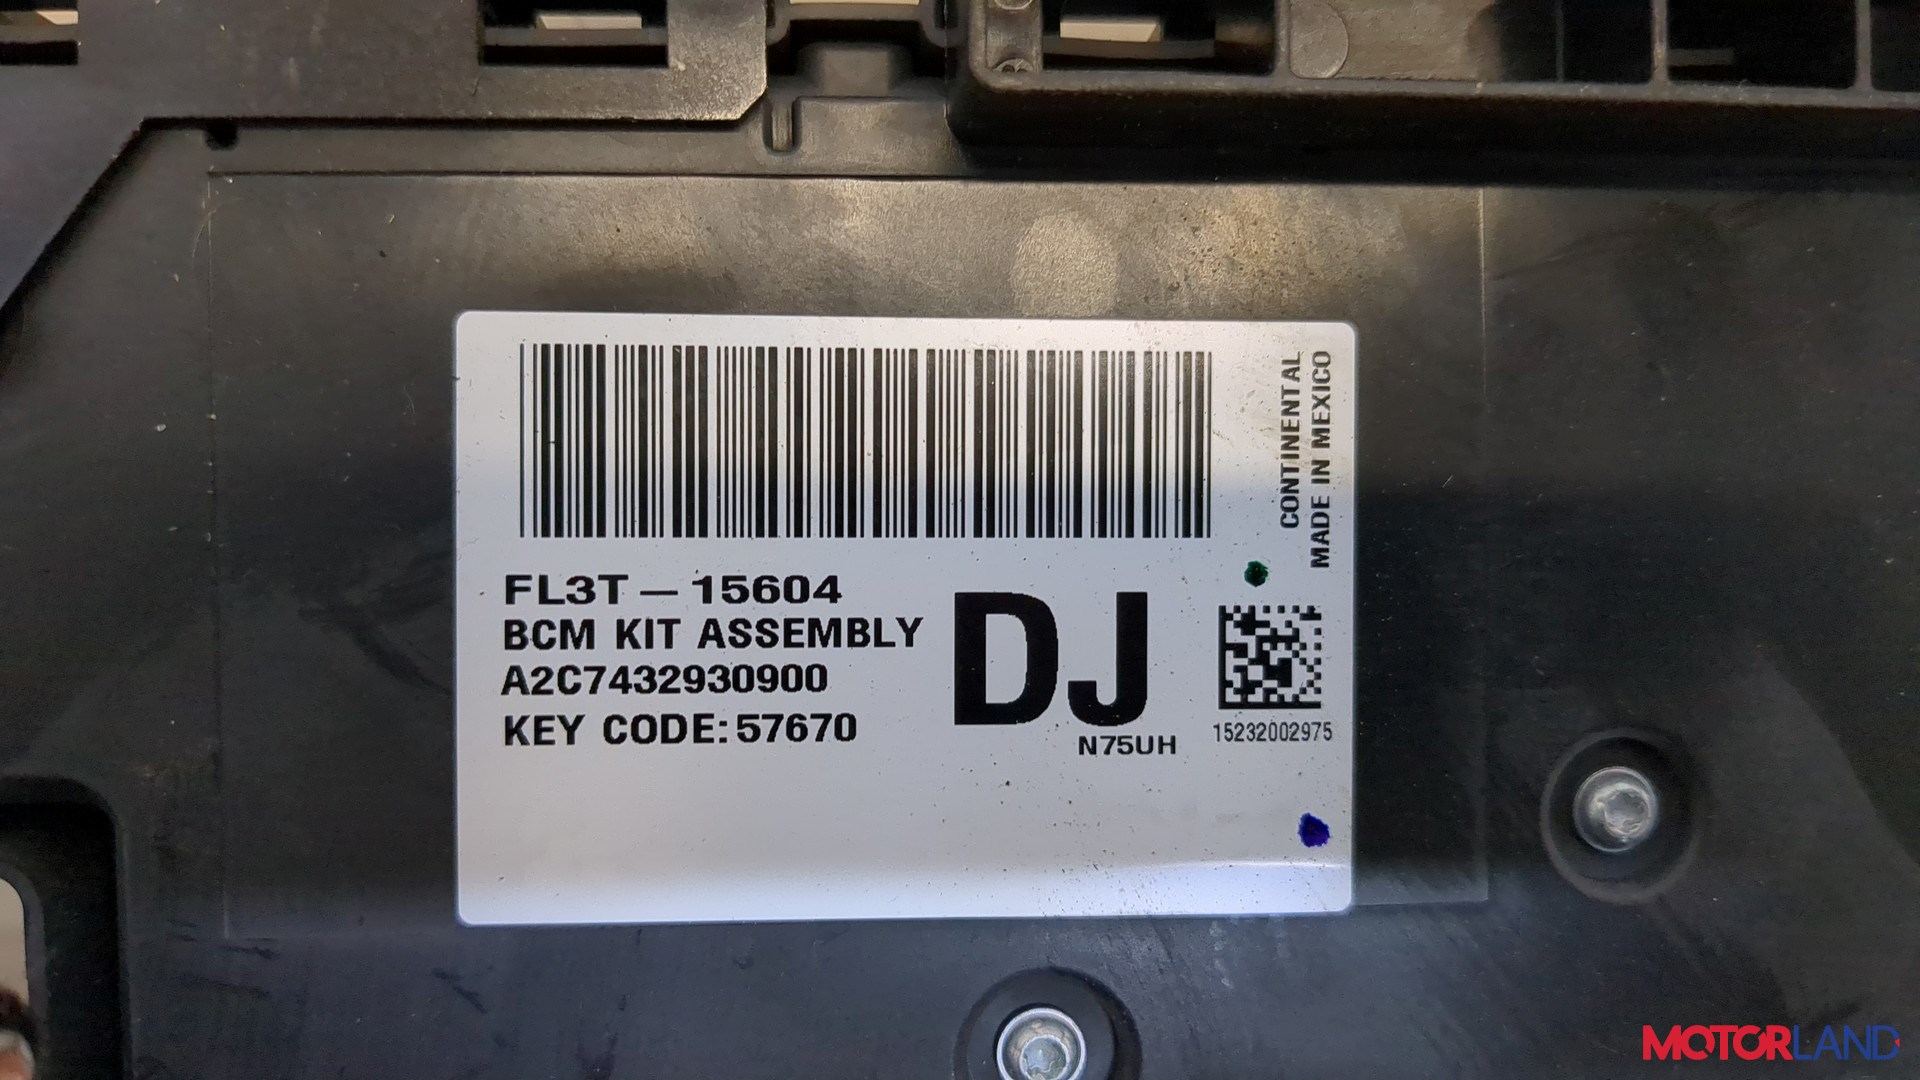 CONTINENTAL
MADE IN MEXICO
FL3T — 15604
BCM KIT ASSEMBLY
A2C7432930900
KEY CODE: 57670
DJ
N75UH
15232002975
MOTORLAND